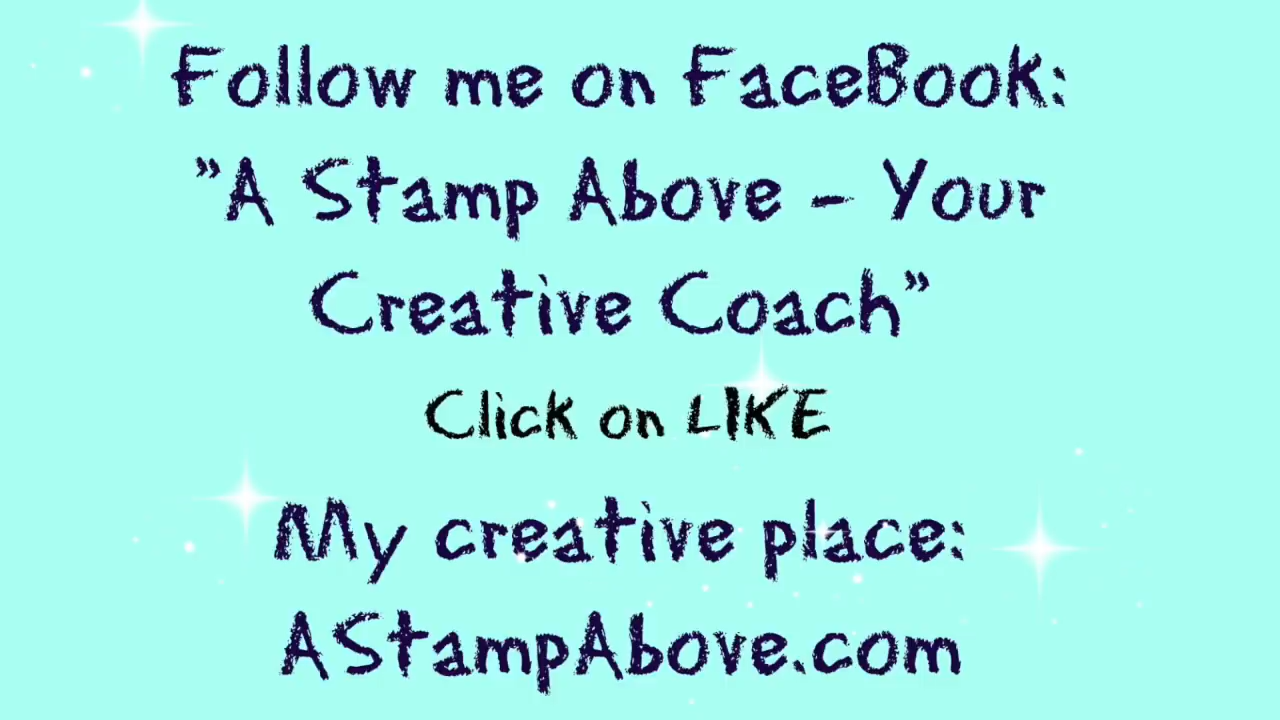 Follow me on FaceBook:
"A Stamp Above - Your
Creative Coach"
Click on LIKE
My creative place:
AStampAbove.com